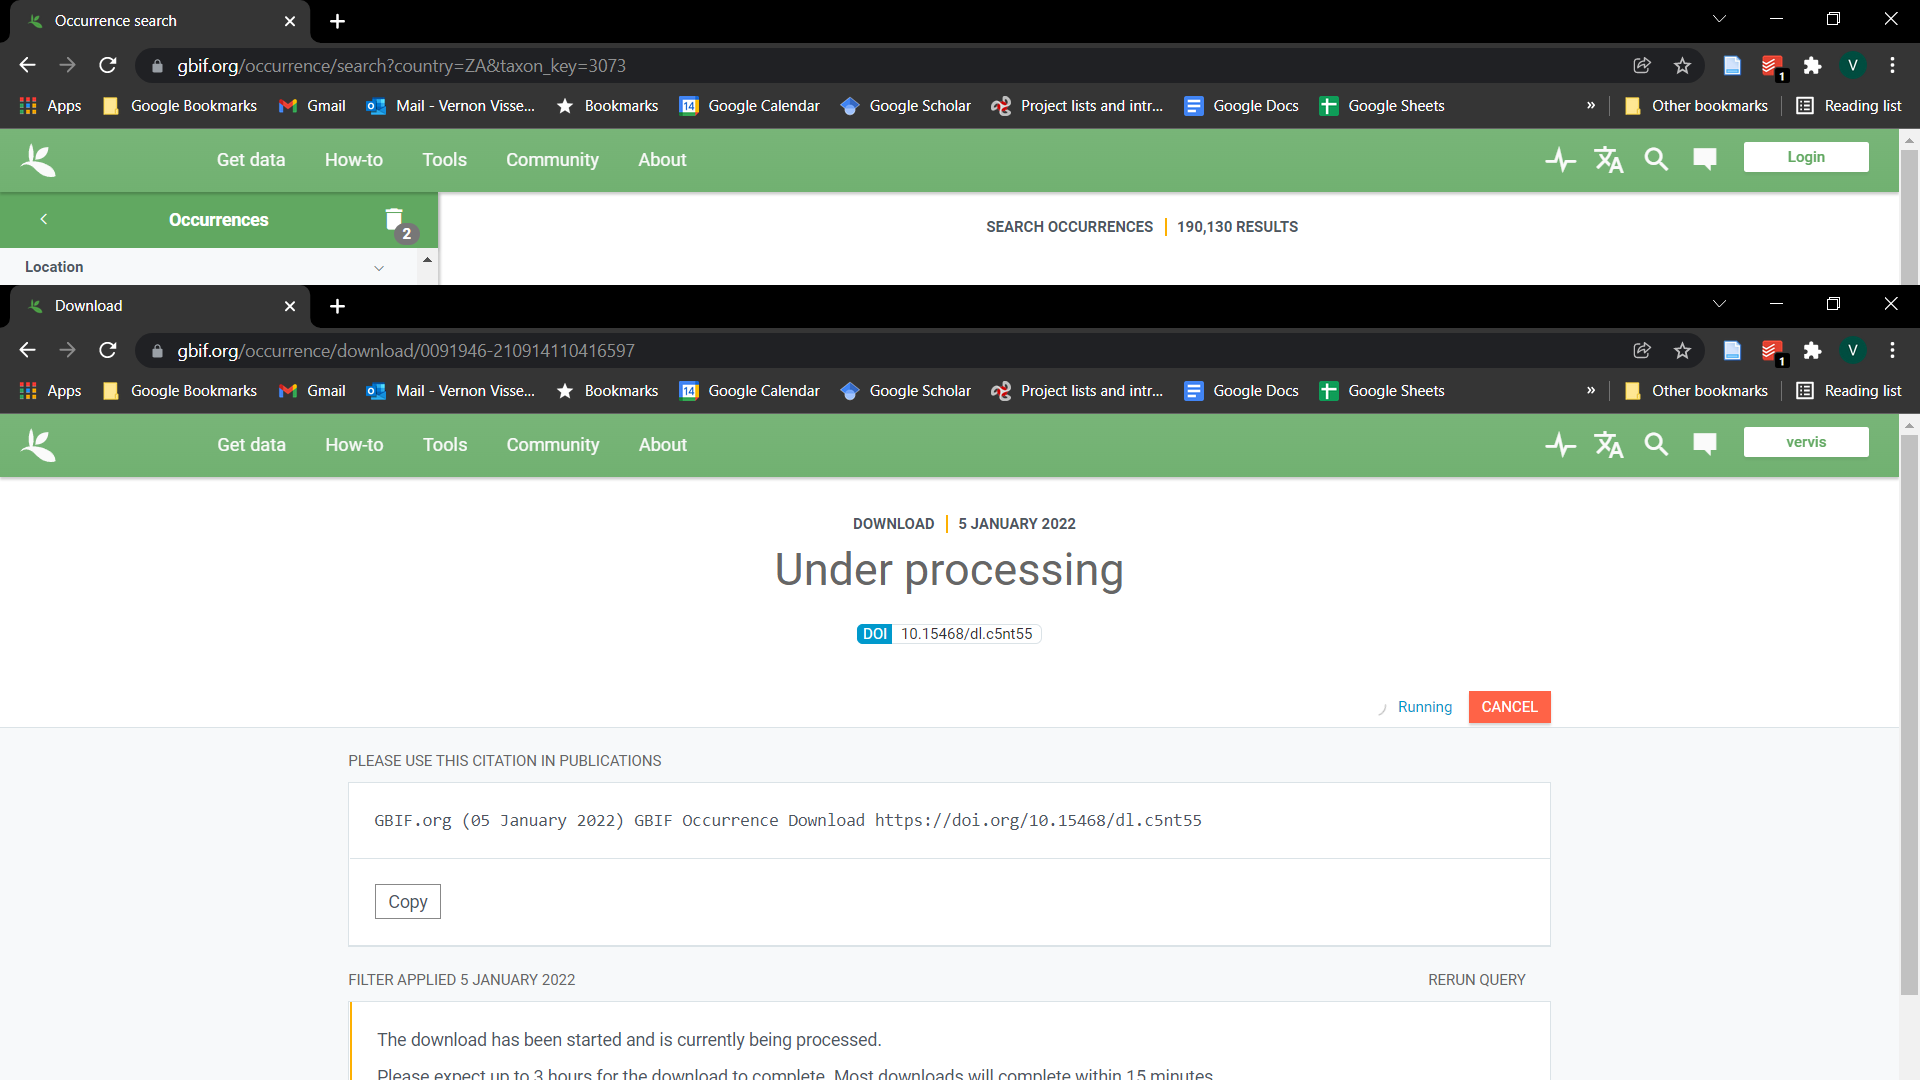 Occurrence search
gbif.org/occurrence/search?country=ZA&taxon_key=3073
1
V
Apps Google Bookmarks Gmail Mail - Vernon Visse... Bookmarks 14 Google Calendar Google Scholar Project lists and intr... Google Docs Google Sheets » Other bookmarks Reading list
Get data How-to Tools Community About Login
Occurrences 2
SEARCH OCCURRENCES 190,130 RESULTS
Location
Download
gbif.org/occurrence/download/0091946-210914110416597
1
V
Apps Google Bookmarks Gmail Mail - Vernon Visse... Bookmarks 14 Google Calendar Google Scholar Project lists and intr... Google Docs Google Sheets » Other bookmarks Reading list
Get data How-to Tools Community About vervis
DOWNLOAD 5 JANUARY 2022
Under processing
DOI 10.15468/dl.c5nt55
Running CANCEL
PLEASE USE THIS CITATION IN PUBLICATIONS
GBIF.org (05 January 2022) GBIF Occurrence Download https://doi.org/10.15468/dl.c5nt55
Copy
FILTER APPLIED 5 JANUARY 2022 RERUN QUERY
The download has been started and is currently being processed.
Please expect up to 3 hours for the download to complete. Most downloads will complete within 15 minutes.